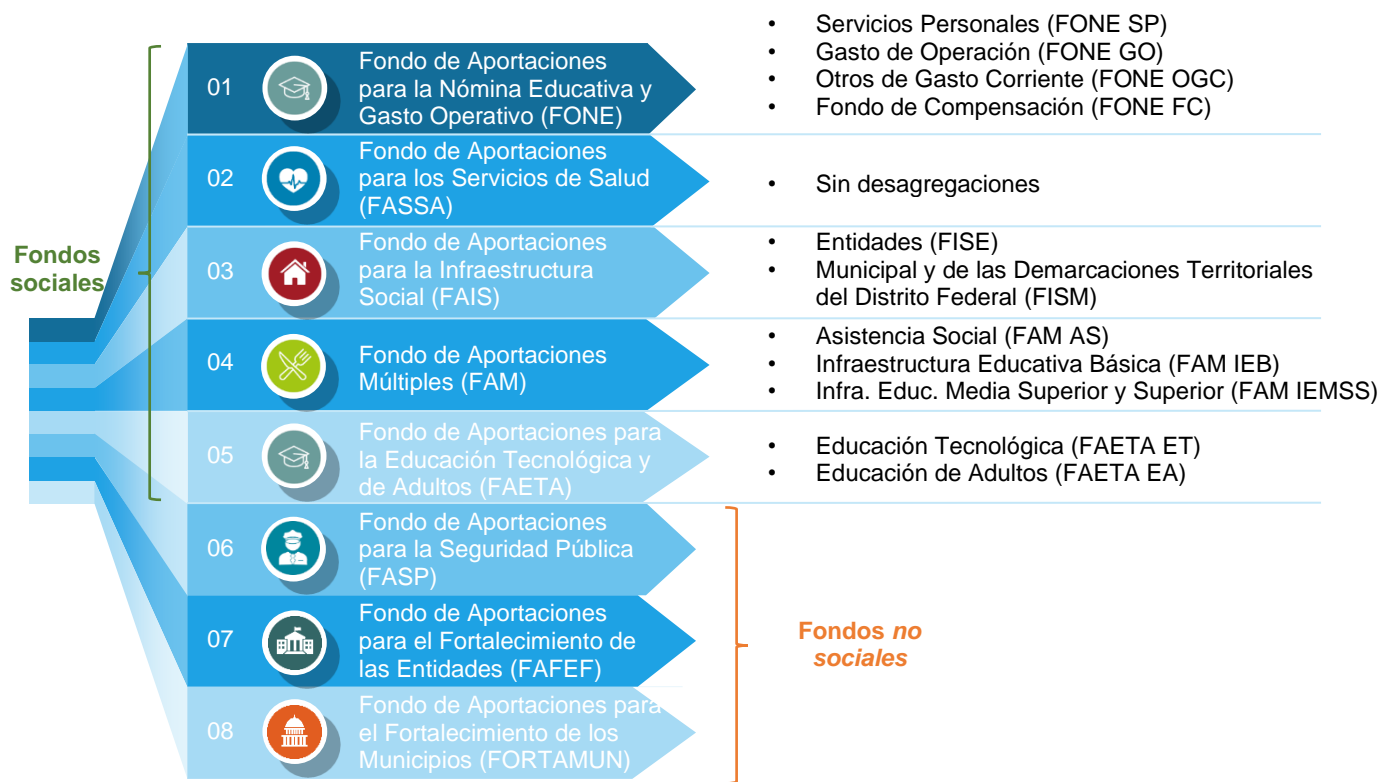 Fondos
sociales
01
Fondo de Aportaciones
para la Nómina Educativa y
Gasto Operativo (FONE)
• Servicios Personales (FONE SP)
• Gasto de Operación (FONE GO)
• Otros de Gasto Corriente (FONE OGC)
• Fondo de Compensación (FONE FC)
02
Fondo de Aportaciones
para los Servicios de Salud
(FASSA)
• Sin desagregaciones
03
Fondo de Aportaciones
para la Infraestructura
Social (FAIS)
• Entidades (FISE)
• Municipal y de las Demarcaciones Territoriales
del Distrito Federal (FISM)
04
Fondo de Aportaciones
Múltiples (FAM)
• Asistencia Social (FAM AS)
• Infraestructura Educativa Básica (FAM IEB)
• Infra. Educ. Media Superior y Superior (FAM IEMSS)
05
Fondo de Aportaciones para
la Educación Tecnológica y
de Adultos (FAETA)
• Educación Tecnológica (FAETA ET)
• Educación de Adultos (FAETA EA)
06
Fondo de Aportaciones
para la Seguridad Pública
(FASP)
07
Fondo de Aportaciones
para el Fortalecimiento de
las Entidades (FAFEF)
08
Fondo de Aportaciones para
el Fortalecimiento de los
Municipios (FORTAMUN)
Fondos no
sociales